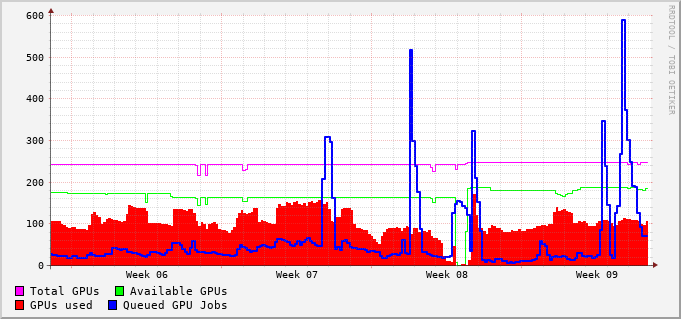 600
500
400
300
200
100
0
Week 06 Week 07 Week 08 Week 09
Total GPUs Available GPUs
GPUs used Queued GPU Jobs
RRDTOOL / TOBI OETIKER